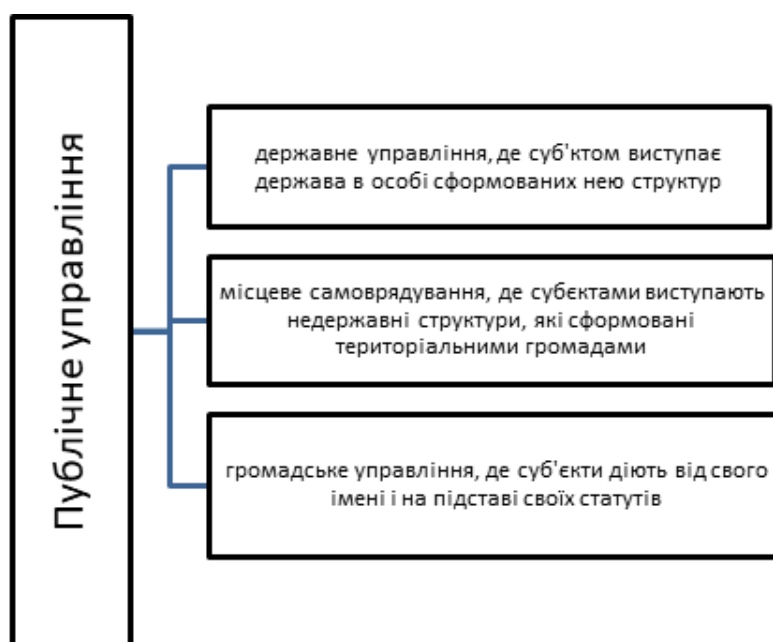 Публічне управління
державне управління, де суб'ктом виступає
держава в особі сформованих нею структур
місцеве самоврядування, де субєктами виступають
недержавні структури, які сформовані
територіальними громадами
громадське управління, де суб'єкти діють від свого
імені і на підставі своїх статутів